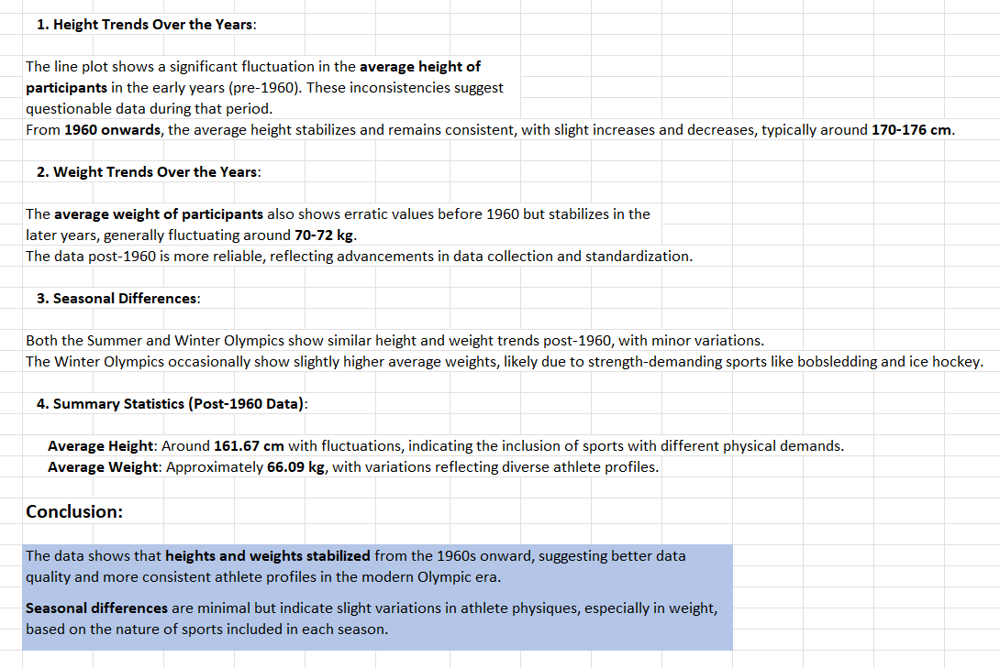 1. Height Trends Over the Years:
The line plot shows a significant fluctuation in the average height of
participants in the early years (pre-1960). These inconsistencies suggest
questionable data during that period.
From 1960 onwards, the average height stabilizes and remains consistent, with slight increases and decreases, typically around 170-176 cm.
2. Weight Trends Over the Years:
The average weight of participants also shows erratic values before 1960 but stabilizes in the
later years, generally fluctuating around 70-72 kg.
The data post-1960 is more reliable, reflecting advancements in data collection and standardization.
3. Seasonal Differences:
Both the Summer and Winter Olympics show similar height and weight trends post-1960, with minor variations.
The Winter Olympics occasionally show slightly higher average weights, likely due to strength-demanding sports like bobsledding and ice hockey.
4. Summary Statistics (Post-1960 Data):
Average Height: Around 161.67 cm with fluctuations, indicating the inclusion of sports with different physical demands.
Average Weight: Approximately 66.09 kg, with variations reflecting diverse athlete profiles.
Conclusion:
The data shows that heights and weights stabilized from the 1960s onward, suggesting better data
quality and more consistent athlete profiles in the modern Olympic era.
Seasonal differences are minimal but indicate slight variations in athlete physiques, especially in weight,
based on the nature of sports included in each season.